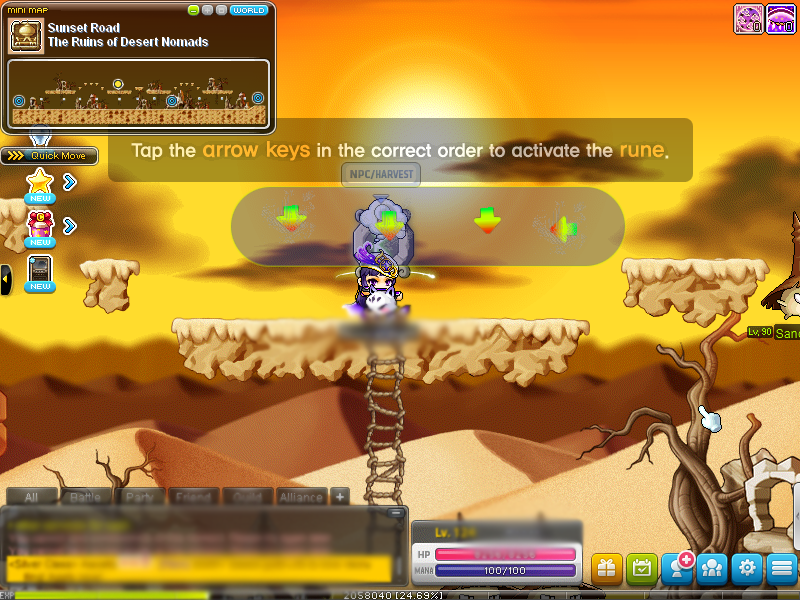 MINI MAP
WORLD
Sunset Road
The Ruins of Desert Nomads
Quick Move
NEW
NEW
NEW
Tap the arrow keys in the correct order to activate the rune.
NPC/HARVEST
Lv. 90 Sand
All Battle Party Friend Guild Alliance +
Lv.
HP
MANA 100/100
EXP 2058040 [24.69%]